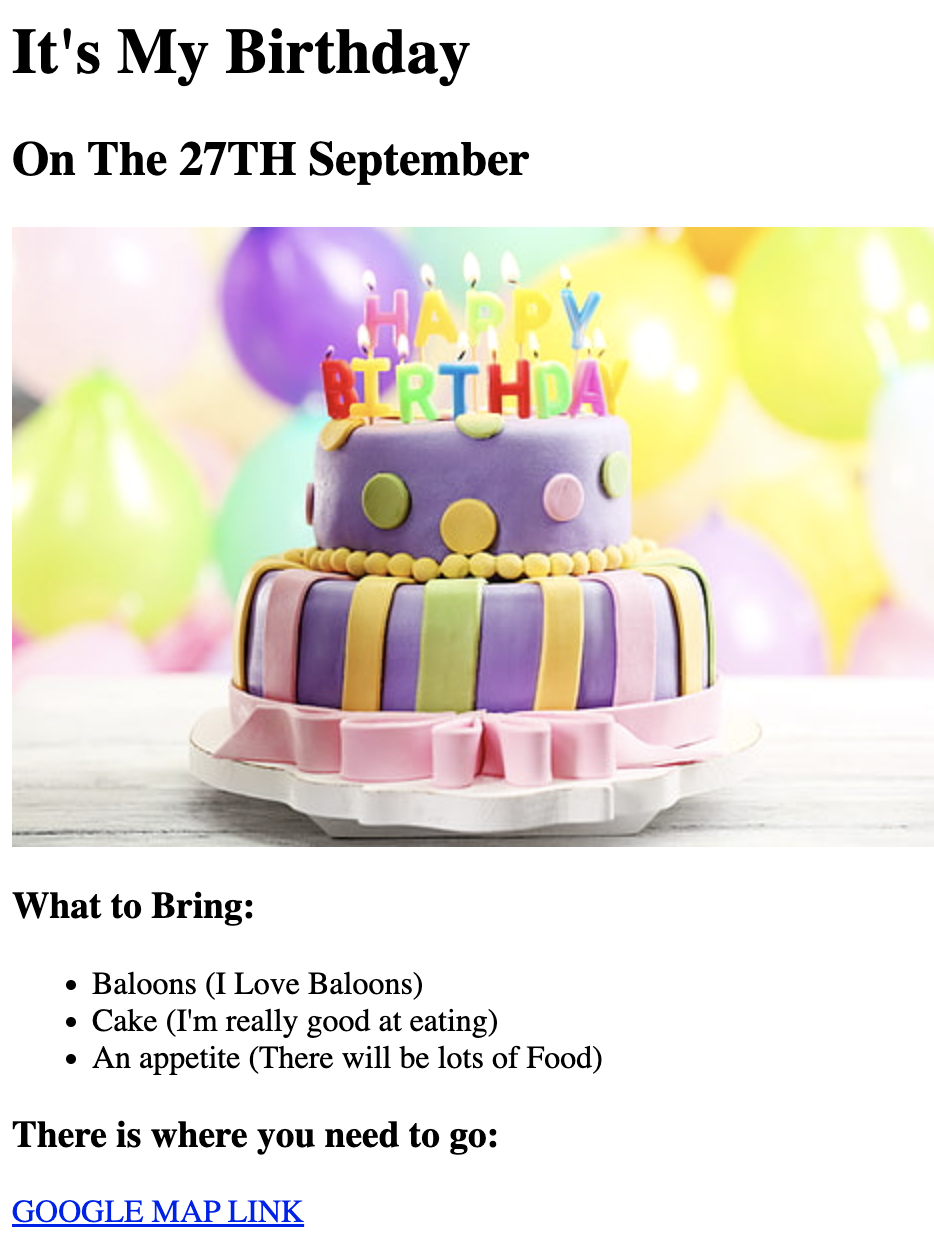 It's My Birthday
On The 27TH September
HAPPY
BIRTHDAY
What to Bring:
Baloons (I Love Baloons)
Cake (I'm really good at eating)
An appetite (There will be lots of Food)
There is where you need to go:
GOOGLE MAP LINK